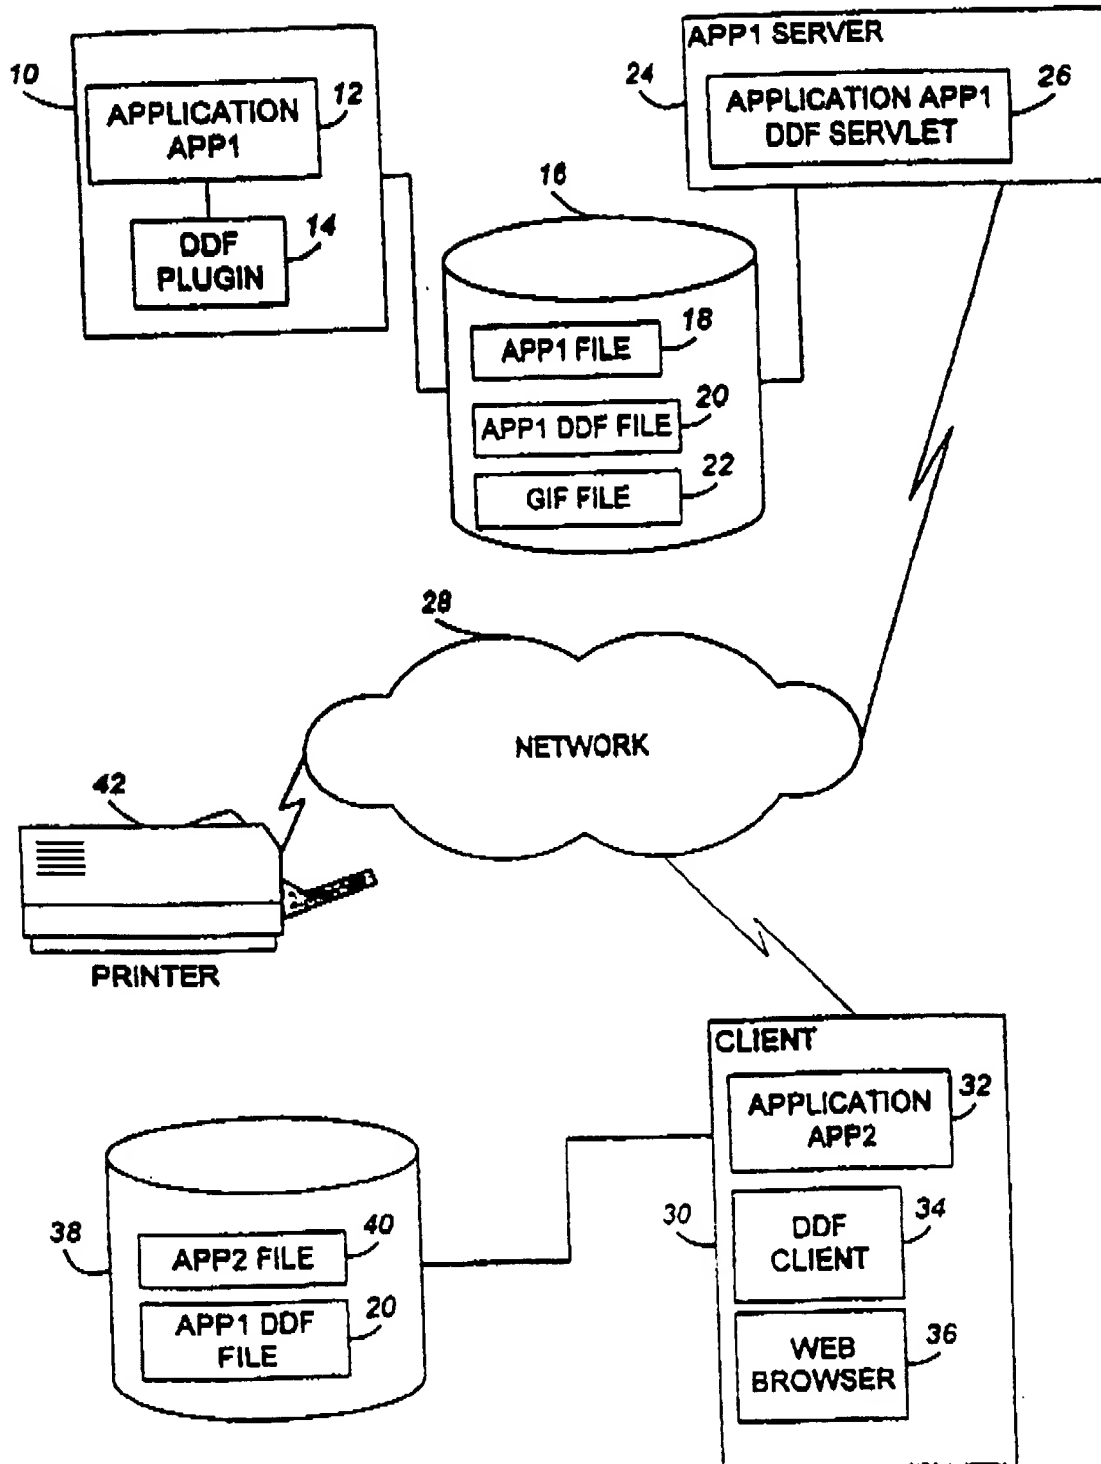 10
APPLICATION
APP1
12
DDF
PLUGIN
14
APP1 SERVER
24
APPLICATION APP1
DDF SERVLET
26
16
APP1 FILE
18
APP1 DDF FILE
20
GIF FILE
22
28
NETWORK
42
PRINTER
CLIENT
APPLICATION
APP2
32
30
DDF
CLIENT
34
WEB
BROWSER
36
38
APP2 FILE
40
APP1 DDF
FILE
20